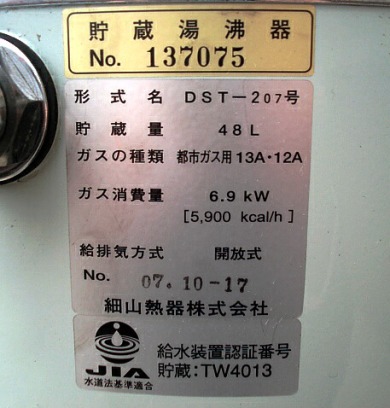 貯蔵湯沸器
No. 137075
形式名 DST-207号
貯蔵量 48L
ガスの種類 都市ガス用13A・12A
ガス消費量 6.9 kW
[5,900 kcal/h]
給排気方式 開放式
No. 07.10-17
細山熱器株式会社
JIA
水道法基準適合
給水装置認証番号
貯蔵:TW4013